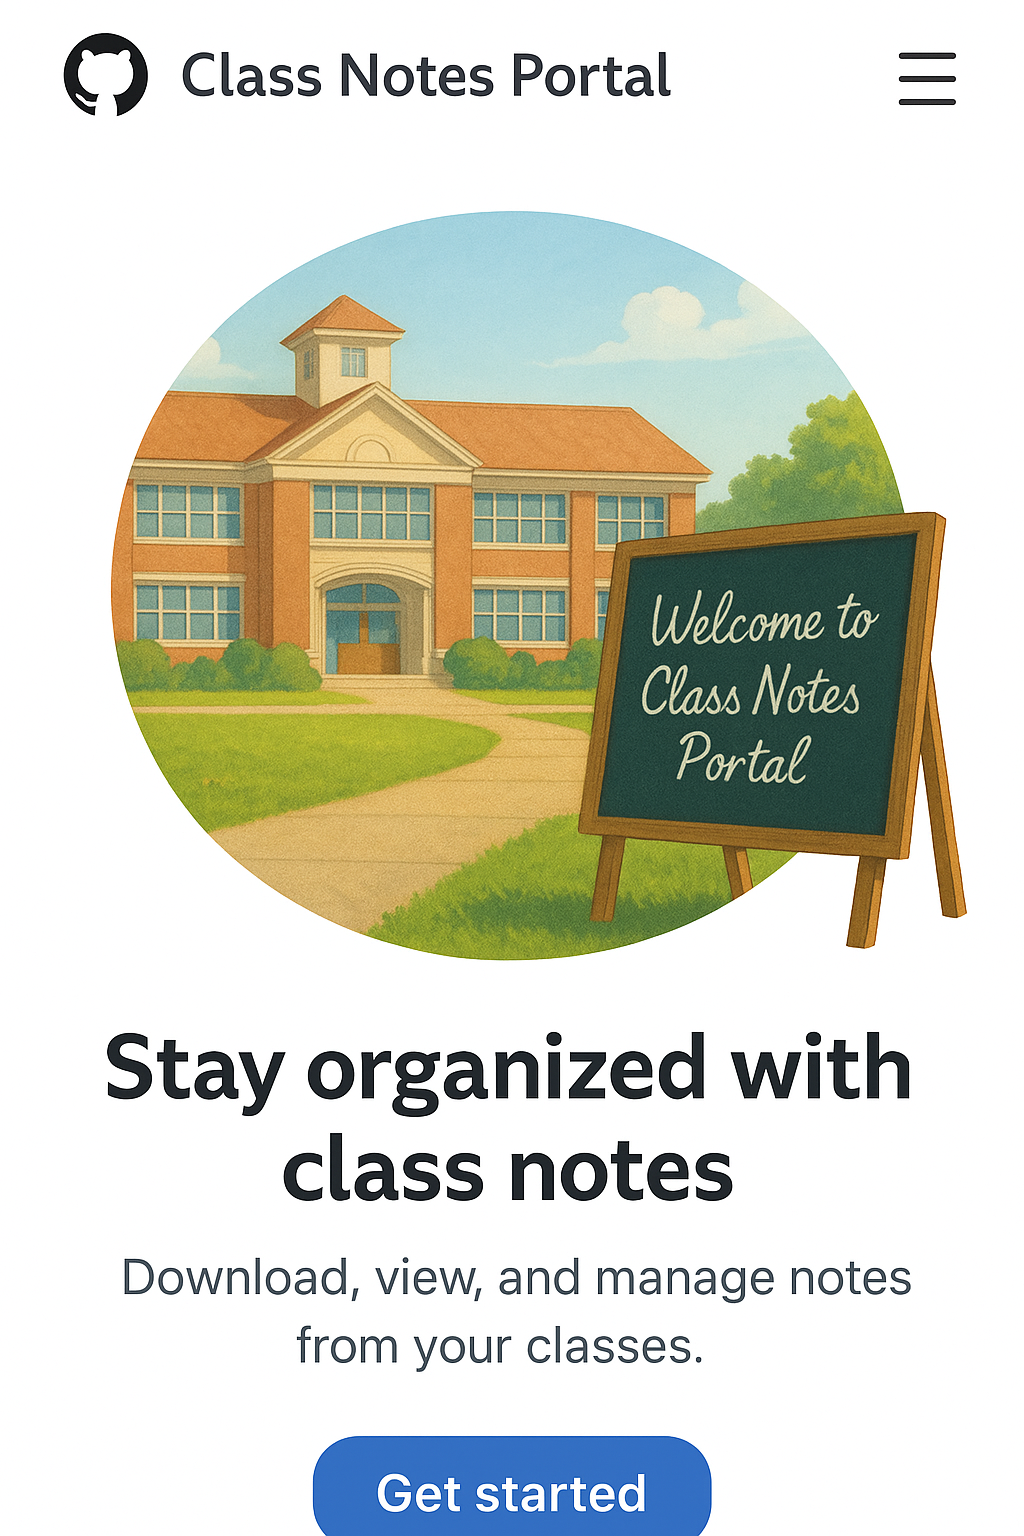 Class Notes Portal
Welcome to
Class Notes
Portal
Stay organized with
class notes
Download, view, and manage notes
from your classes.
Get started